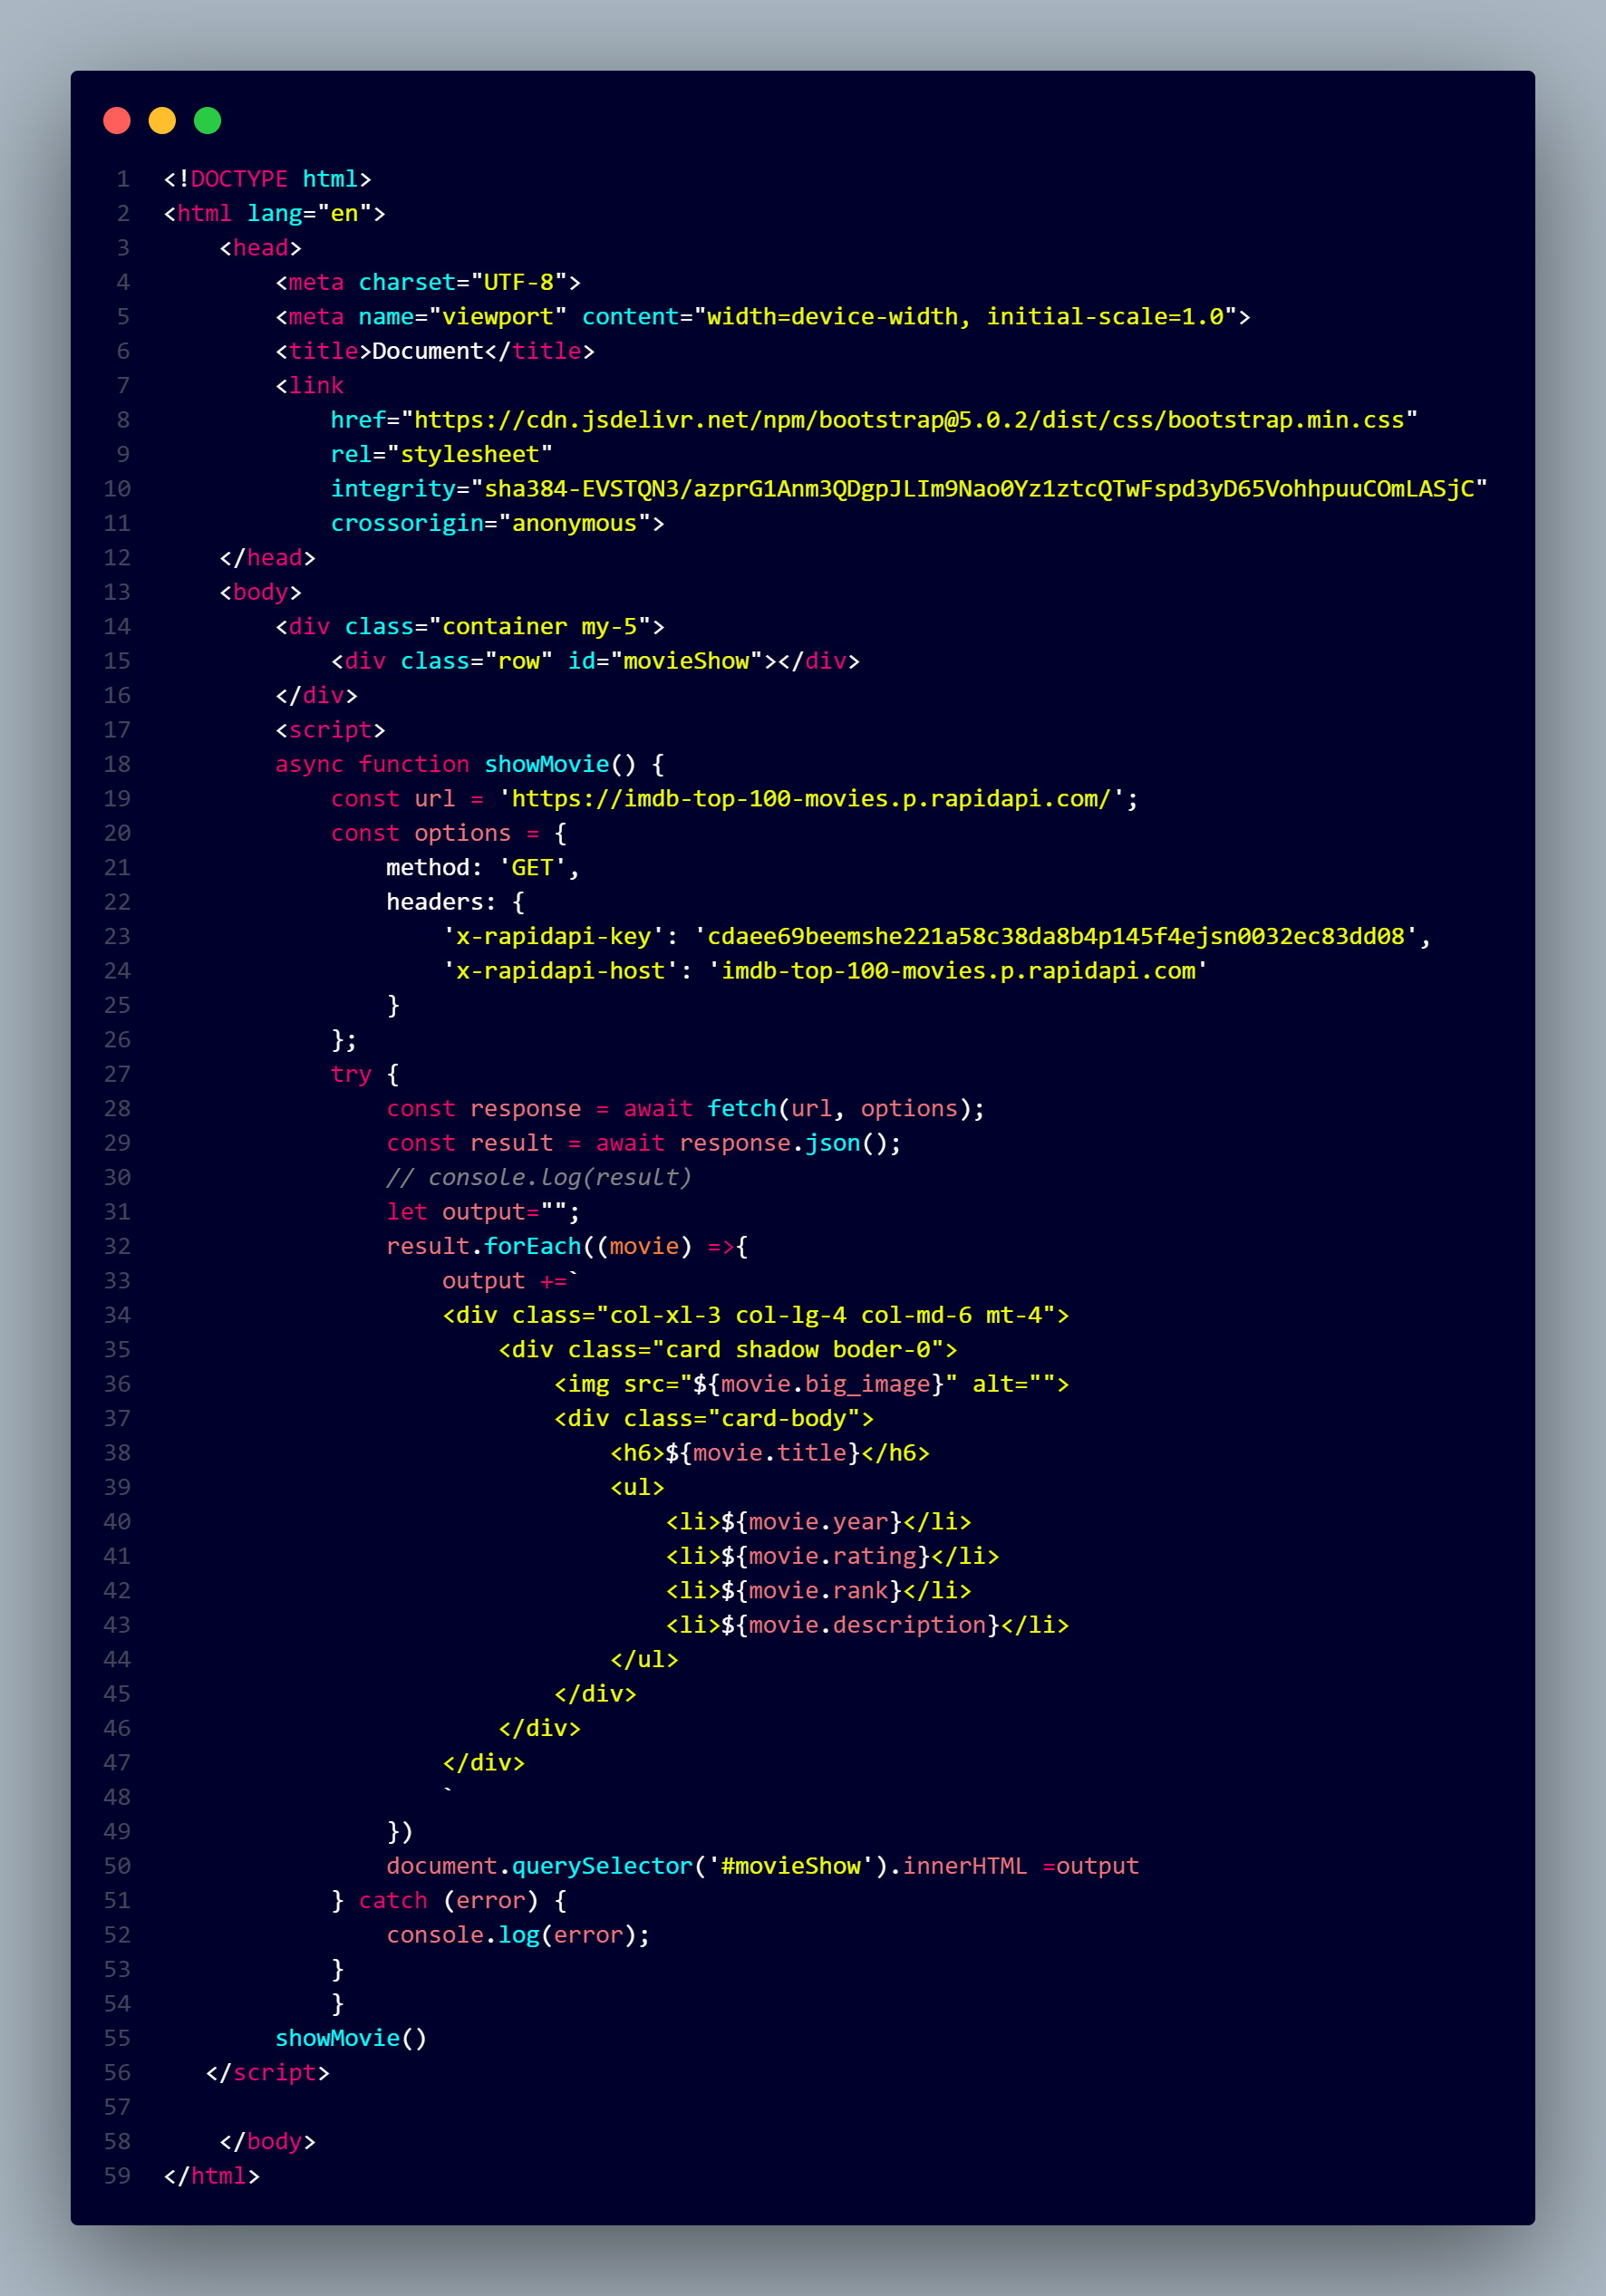 1 <!DOCTYPE html>
2 <html lang="en">
3     <head>
4         <meta charset="UTF-8">
5         <meta name="viewport" content="width=device-width, initial-scale=1.0">
6         <title>Document</title>
7         <link
8             href="https://cdn.jsdelivr.net/npm/bootstrap@5.0.2/dist/css/bootstrap.min.css"
9             rel="stylesheet"
10             integrity="sha384-EVSTQN3/azprG1Anm3QDgpJLIm9Nao0Yz1ztcQTwFspd3yD65VohhpuuCOmLASjC"
11             crossorigin="anonymous">
12     </head>
13     <body>
14         <div class="container my-5">
15             <div class="row" id="movieShow"></div>
16         </div>
17         <script>
18         async function showMovie() {
19             const url = 'https://imdb-top-100-movies.p.rapidapi.com/';
20             const options = {
21                 method: 'GET',
22                 headers: {
23                     'x-rapidapi-key': 'cdaee69beemshe221a58c38da8b4p145f4ejsn0032ec83dd08',
24                     'x-rapidapi-host': 'imdb-top-100-movies.p.rapidapi.com'
25                 }
26             };
27             try {
28                 const response = await fetch(url, options);
29                 const result = await response.json();
30                 // console.log(result)
31                 let output="";
32                 result.forEach((movie) =>{
33                     output +=`
34                     <div class="col-xl-3 col-lg-4 col-md-6 mt-4">
35                         <div class="card shadow boder-0">
36                             <img src="${movie.big_image}" alt="">
37                             <div class="card-body">
38                                 <h6>${movie.title}</h6>
39                                 <ul>
40                                     <li>${movie.year}</li>
41                                     <li>${movie.rating}</li>
42                                     <li>${movie.rank}</li>
43                                     <li>${movie.description}</li>
44                                 </ul>
45                             </div>
46                         </div>
47                     </div>
48                     `
49                 })
50                 document.querySelector('#movieShow').innerHTML =output
51             } catch (error) {
52                 console.log(error);
53             }
54             }
55         showMovie()
56    </script>
57
58     </body>
59 </html>